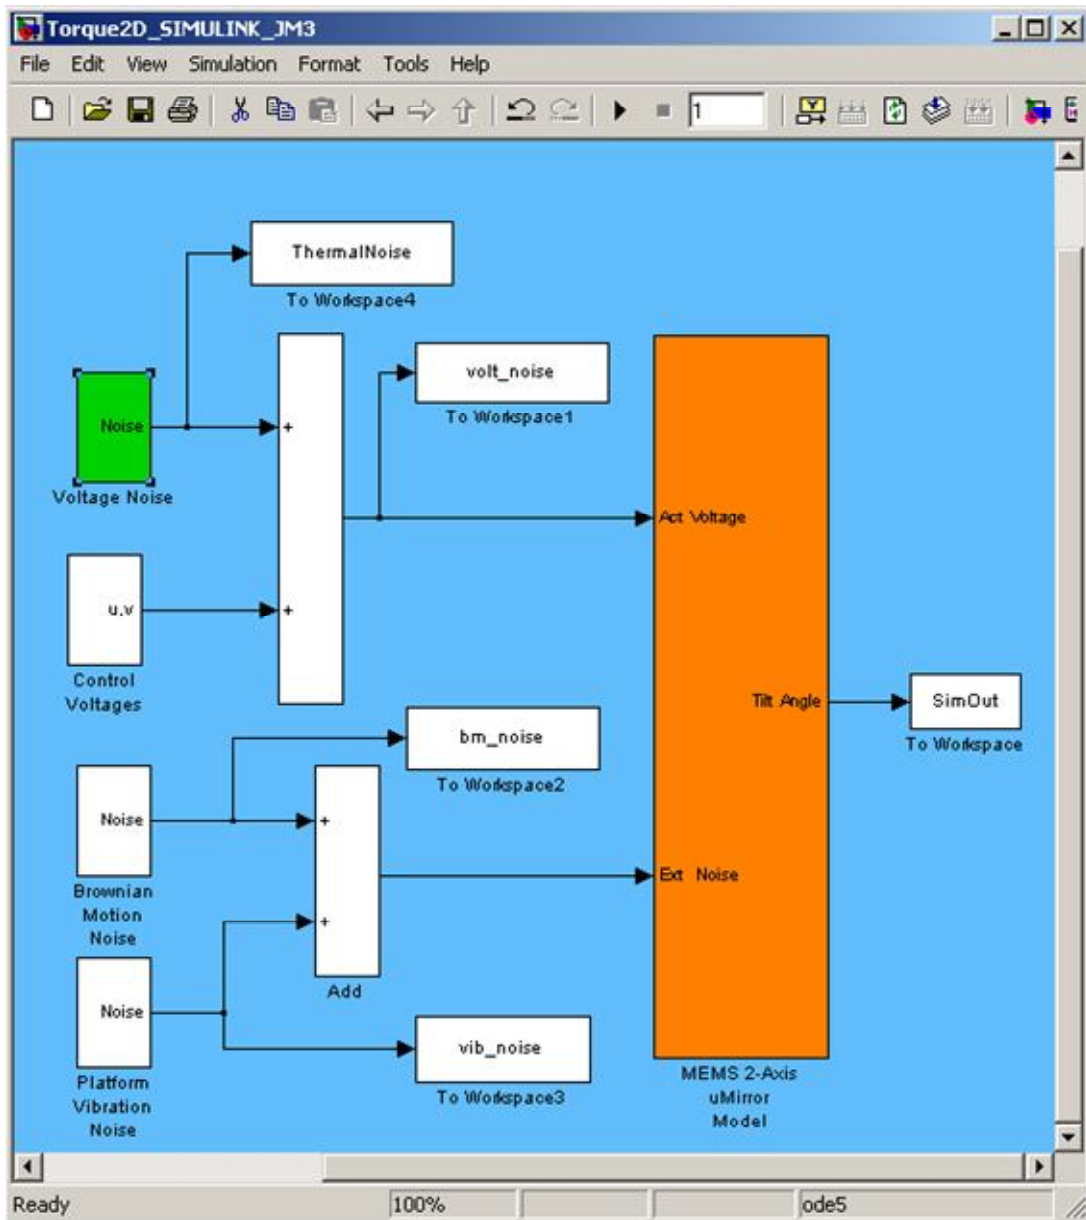 Torque2D_SIMULINK_JM3
File Edit View Simulation Format Tools Help
1
ThermalNoise
To Workspace4
volt_noise
To Workspace1
Noise
Voltage Noise
+
Act Voltage
u.v
+
Control
Voltages
Tilt Angle
SimOut
To Workspace
bm_noise
To Workspace2
Noise
+
Brownian
Motion
Noise
Ext Noise
+
Add
Noise
Platform
Vibration
Noise
vib_noise
To Workspace3
MEMS 2-Axis
uMirror
Model
Ready 100% ode5